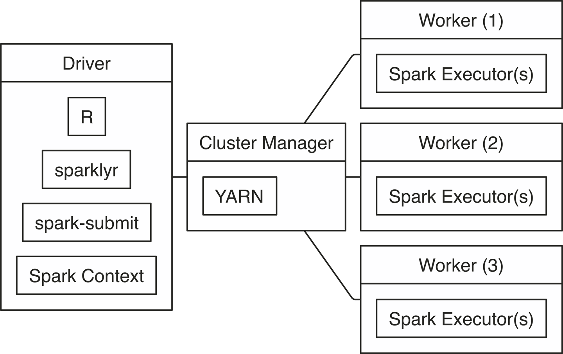 Driver
R
sparklyr
spark-submit
Spark Context
Cluster Manager
YARN
Worker (1)
Spark Executor(s)
Worker (2)
Spark Executor(s)
Worker (3)
Spark Executor(s)